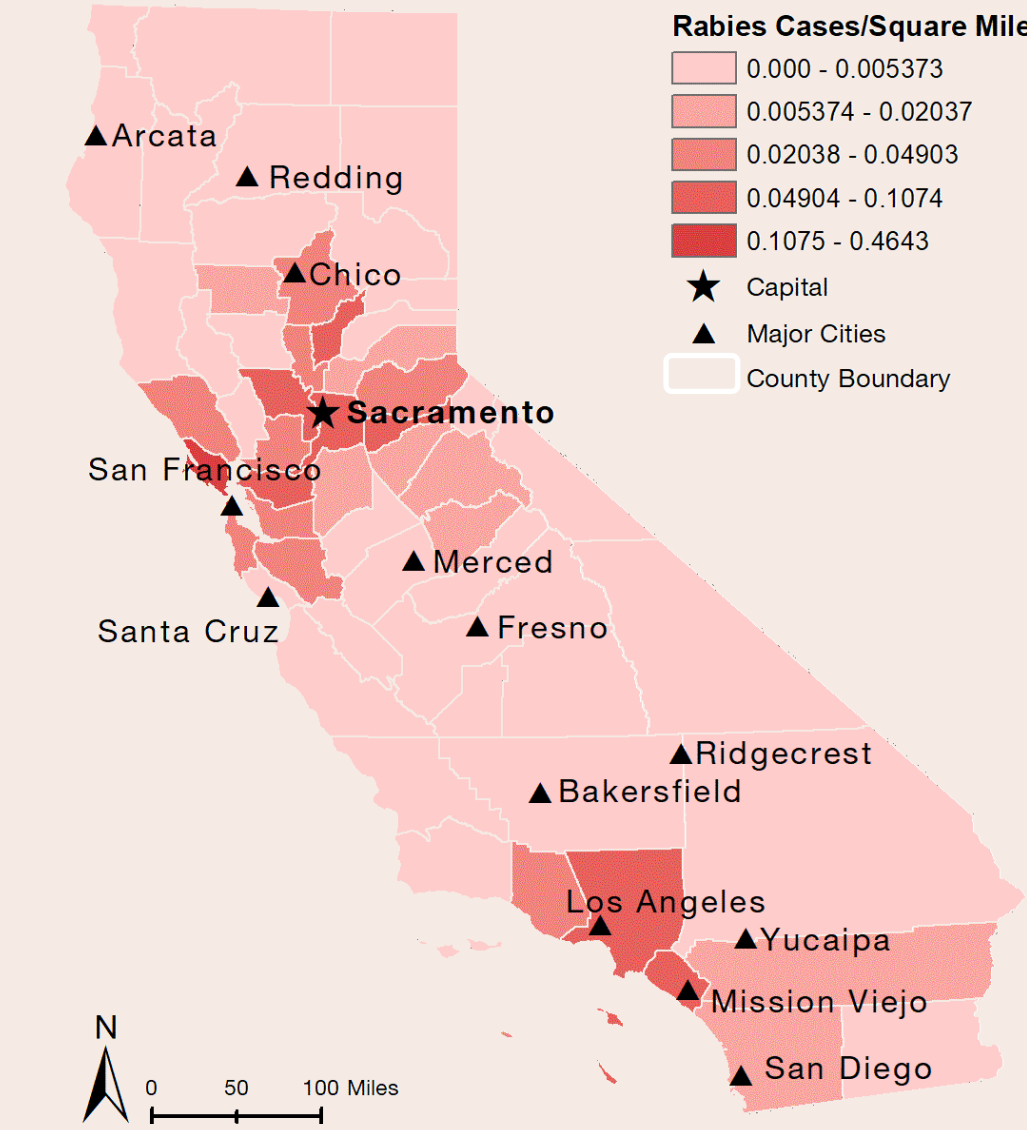 Rabies Cases/Square Mile
0.000 - 0.005373
0.005374 - 0.02037
0.02038 - 0.04903
0.04904 - 0.1074
0.1075 - 0.4643
Capital
Major Cities
County Boundary
Arcata
Redding
Chico
Sacramento
San Francisco
Merced
Santa Cruz
Fresno
Ridgecrest
Bakersfield
Los Angeles
Yucaipa
Mission Viejo
San Diego
N
0 50 100 Miles